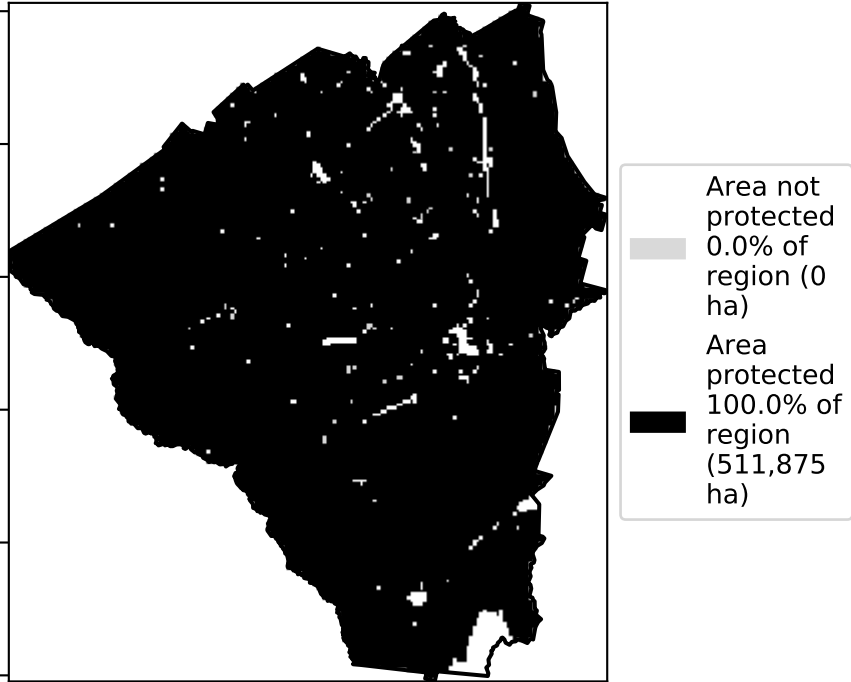 Area not
protected
0.0% of
region (0
ha)
Area
protected
100.0% of
region
(511,875
ha)